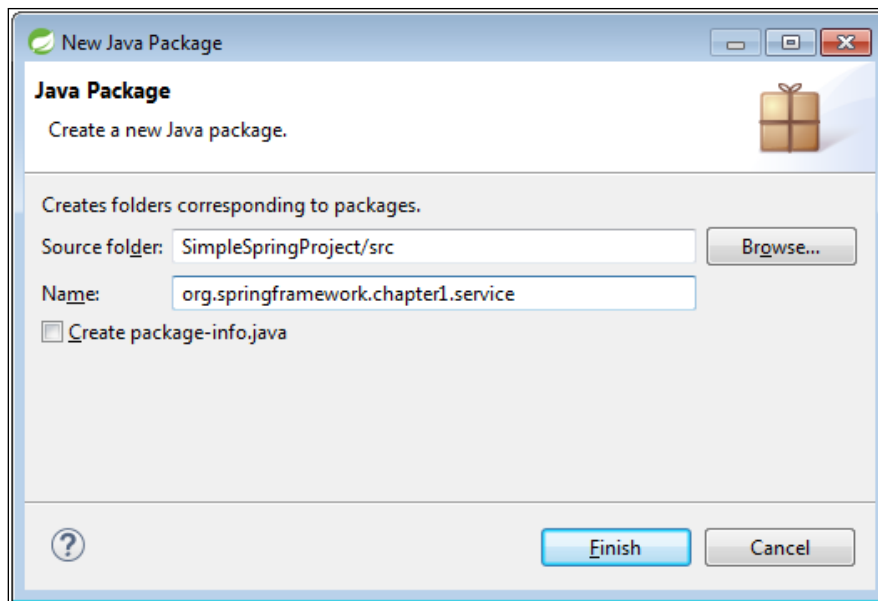 New Java Package
Java Package
Create a new Java package.
Creates folders corresponding to packages.
Source folder: SimpleSpringProject/src Browse...
Name: org.springframework.chapter1.service
Create package-info.java
? Finish Cancel